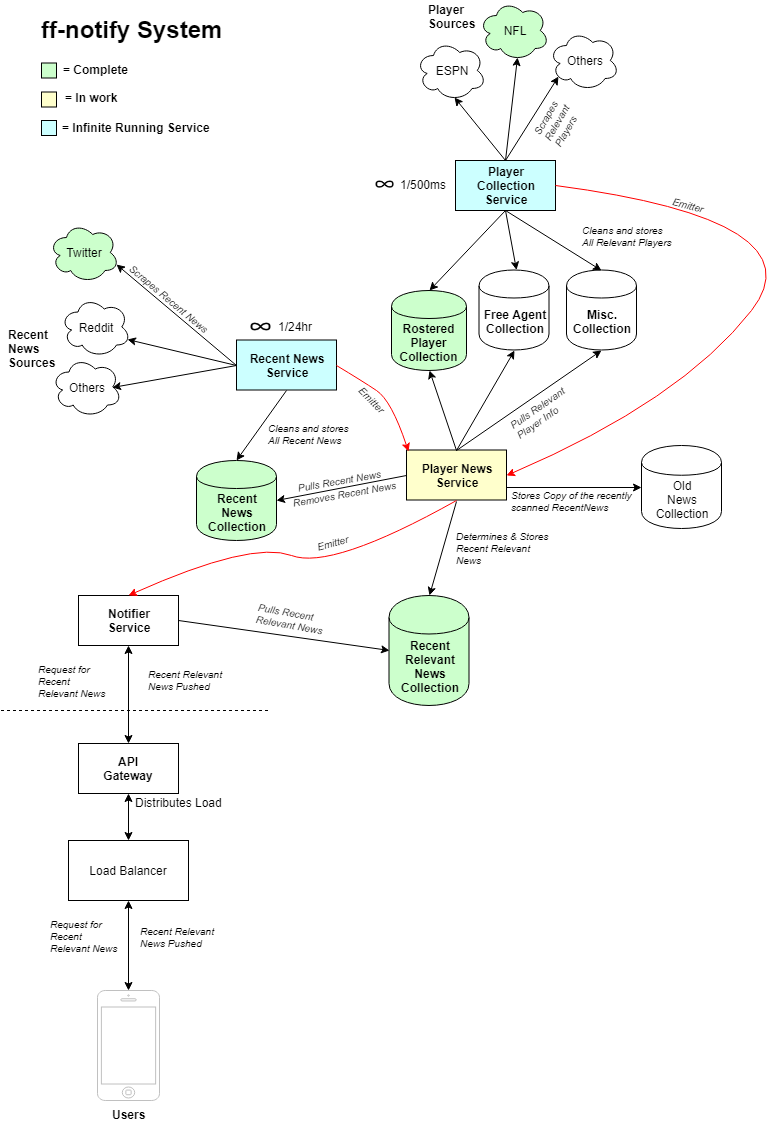 ff-notify System
= Complete
= In work
= Infinite Running Service
Player
Sources
NFL
ESPN
Others
Scrapes
Relevant
Players
∞ 1/500ms
Player
Collection
Service
Emitter
Cleans and stores
All Relevant Players
Twitter
Scrapes Recent News
Reddit
Recent
News
Sources
Others
∞ 1/24hr
Recent News
Service
Emitter
Rostered
Player
Collection
Free Agent
Collection
Misc.
Collection
Cleans and stores
All Recent News
Pulls Relevant
Player Info
Recent
News
Collection
Pulls Recent News
Removes Recent News
Player News
Service
Stores Copy of the recently
scanned RecentNews
Old
News
Collection
Emitter
Determines & Stores
Recent Relevant
News
Notifier
Service
Pulls Recent
Relevant News
Recent
Relevant
News
Collection
Request for
Recent
Relevant News
Recent Relevant
News Pushed
API
Gateway
Distributes Load
Load Balancer
Request for
Recent
Relevant News
Recent Relevant
News Pushed
Users